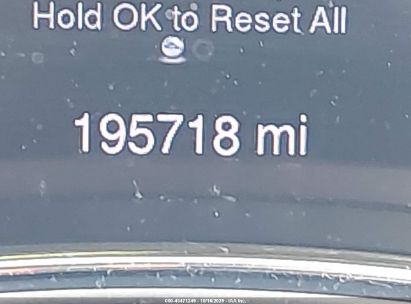 Hold OK to Reset All
195718 mi